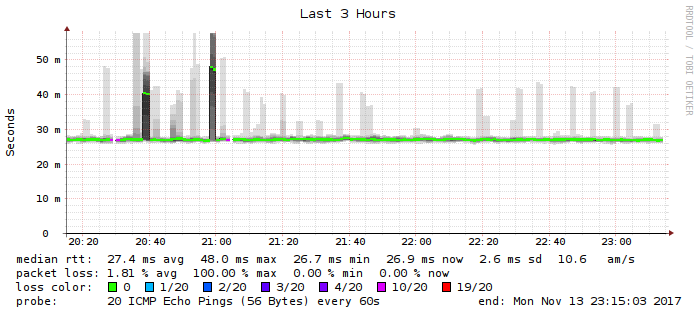 Last 3 Hours
RRDTOOL / TOBI OETIKER
Seconds
50 m
40 m
30 m
20 m
10 m
0
20:20 20:40 21:00 21:20 21:40 22:00 22:20 22:40 23:00
median rtt: 27.4 ms avg 48.0 ms max 26.7 ms min 26.9 ms now 2.6 ms sd 10.6 am/s
packet loss: 1.81 % avg 100.00 % max 0.00 % min 0.00 % now
loss color: 0 1/20 2/20 3/20 4/20 10/20 19/20
probe: 20 ICMP Echo Pings (56 Bytes) every 60s end: Mon Nov 13 23:15:03 2017